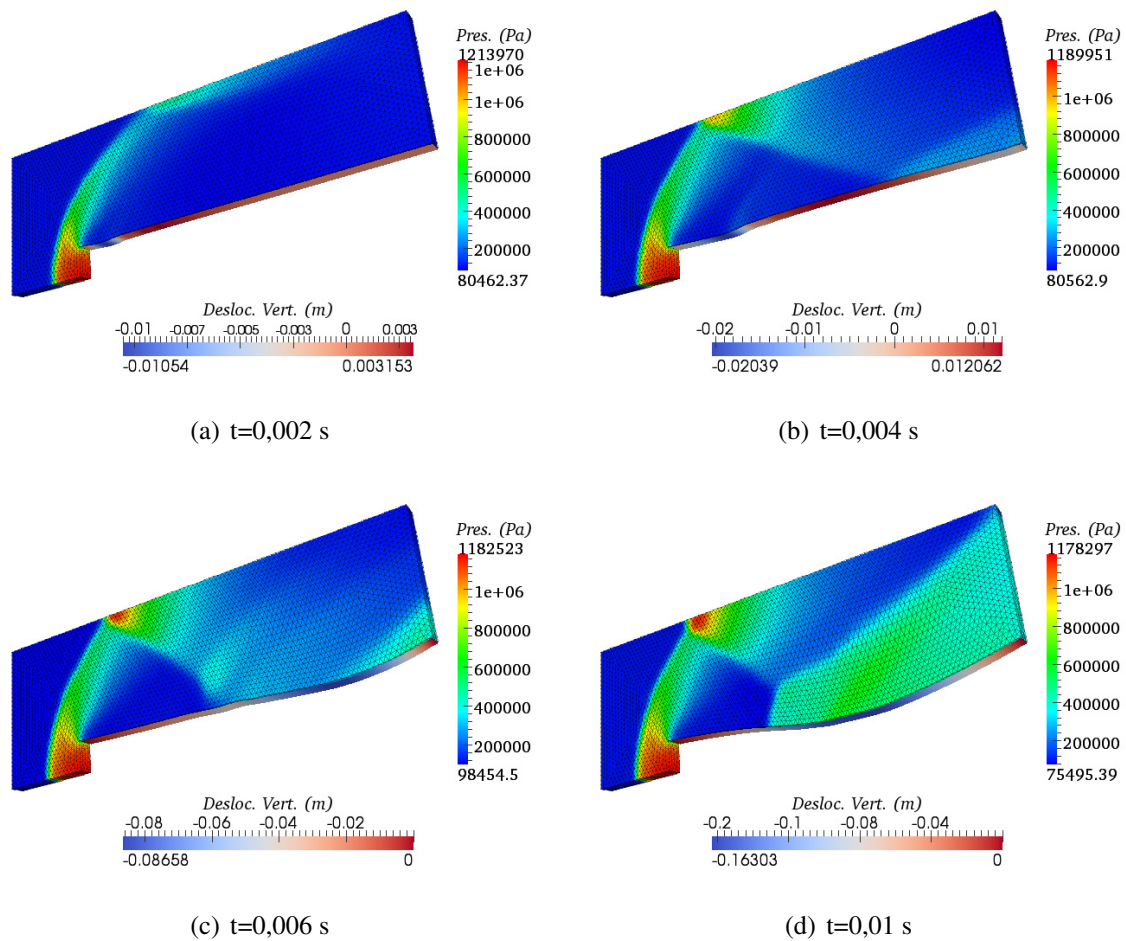 Pres. (Pa)
1213970
1e+06
1e+06
800000
600000
400000
200000
80462.37
Desloc. Vert. (m)
-0.01 -0.007 -0.005 -0.003 0 0.003
-0.01054 0.003153
(a) t=0,002 s
Pres. (Pa)
1189951
1e+06
800000
600000
400000
200000
80562.9
Desloc. Vert. (m)
-0.02 -0.01 0 0.01
-0.02039 0.012062
(b) t=0,004 s
Pres. (Pa)
1182523
1e+06
800000
600000
400000
200000
98454.5
Desloc. Vert. (m)
-0.08 -0.06 -0.04 -0.02
-0.08658 0
(c) t=0,006 s
Pres. (Pa)
1178297
1e+06
800000
600000
400000
200000
75495.39
Desloc. Vert. (m)
-0.2 -0.1 -0.08 -0.04
-0.16303 0
(d) t=0,01 s